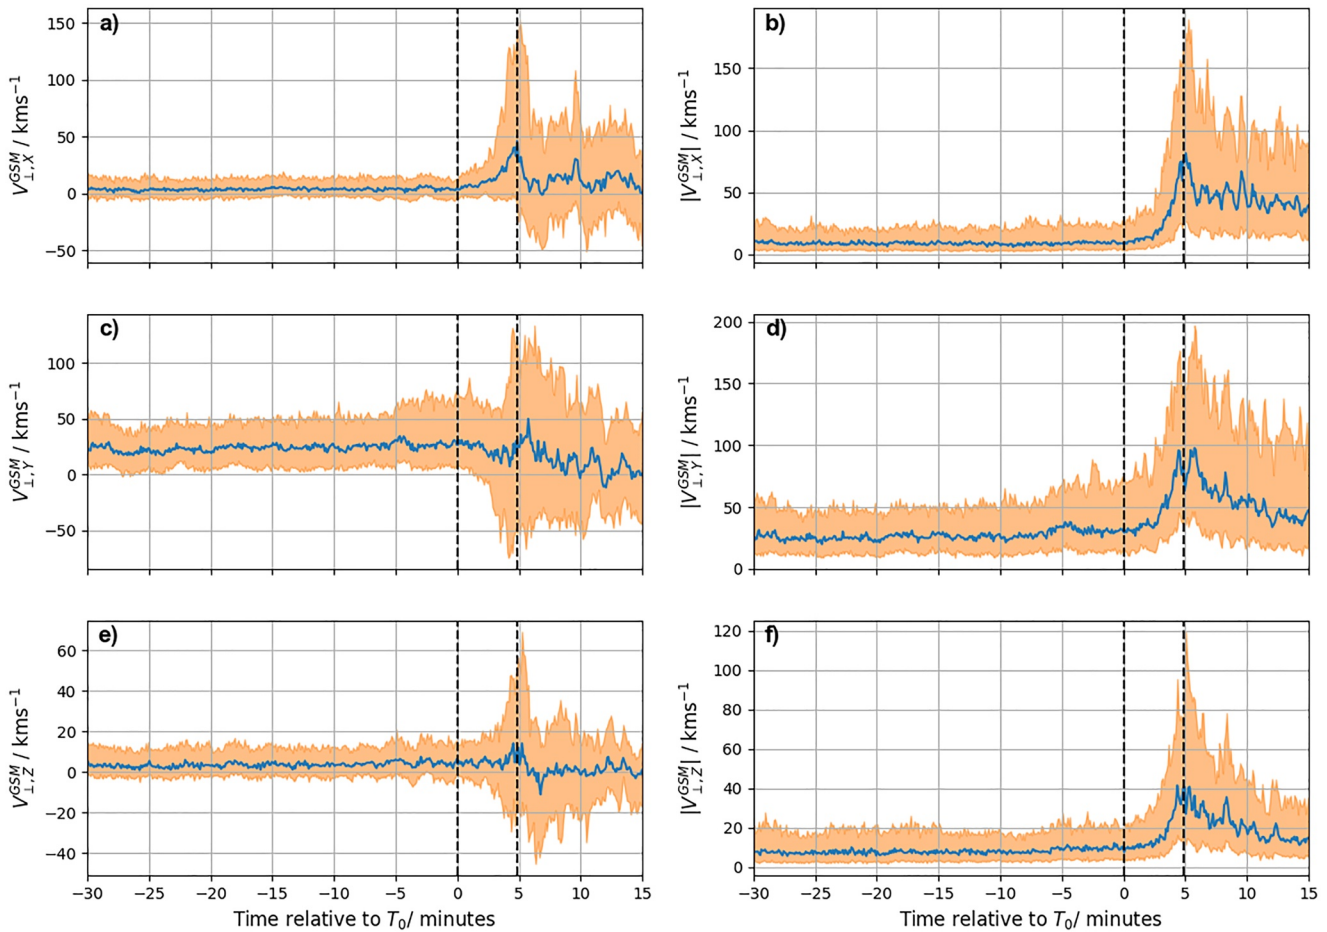 a)
150
100
50
0
−50
V⊥,X^GSM / kms⁻¹
b)
150
100
50
0
|V⊥,X^GSM| / kms⁻¹
c)
100
50
0
−50
V⊥,Y^GSM / kms⁻¹
d)
200
150
100
50
0
|V⊥,Y^GSM| / kms⁻¹
e)
60
40
20
0
−20
−40
V⊥,Z^GSM / kms⁻¹
−30 −25 −20 −15 −10 −5 0 5 10 15
Time relative to T₀/ minutes
f)
120
100
80
60
40
20
0
|V⊥,Z^GSM| / kms⁻¹
−30 −25 −20 −15 −10 −5 0 5 10 15
Time relative to T₀/ minutes